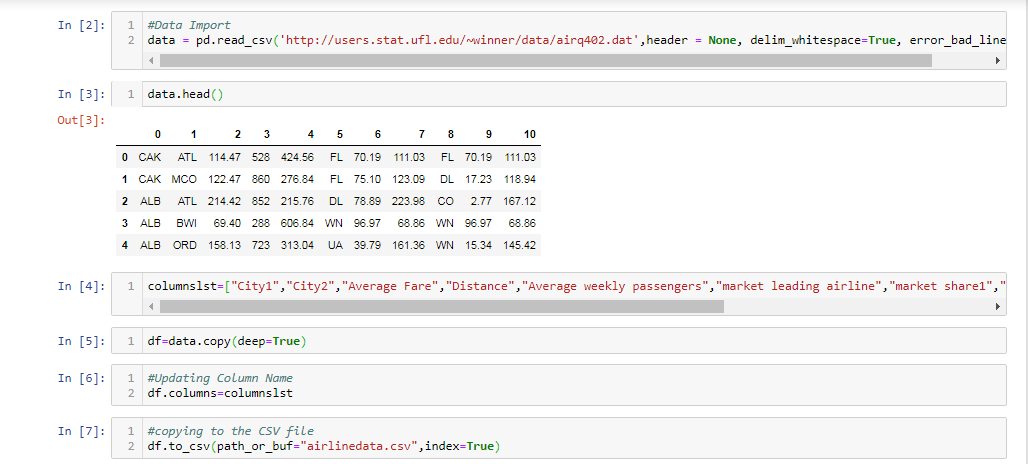 In [2]:
1 #Data Import
2 data = pd.read_csv('http://users.stat.ufl.edu/~winner/data/airq402.dat',header = None, delim_whitespace=True, error_bad_line
In [3]:
1 data.head()
Out[3]:
0 1 2 3 4 5 6 7 8 9 10
0 CAK ATL 114.47 528 424.56 FL 70.19 111.03 FL 70.19 111.03
1 CAK MCO 122.47 860 276.84 FL 75.10 123.09 DL 17.23 118.94
2 ALB ATL 214.42 852 215.76 DL 78.89 223.98 CO 2.77 167.12
3 ALB BWI 69.40 288 606.84 WN 96.97 68.86 WN 96.97 68.86
4 ALB ORD 158.13 723 313.04 UA 39.79 161.36 WN 15.34 145.42
In [4]:
1 columnslst=["City1","City2","Average Fare","Distance","Average weekly passengers","market leading airline","market share1","
In [5]:
1 df=data.copy(deep=True)
In [6]:
1 #Updating Column Name
2 df.columns=columnslst
In [7]:
1 #copying to the CSV file
2 df.to_csv(path_or_buf="airlinedata.csv",index=True)